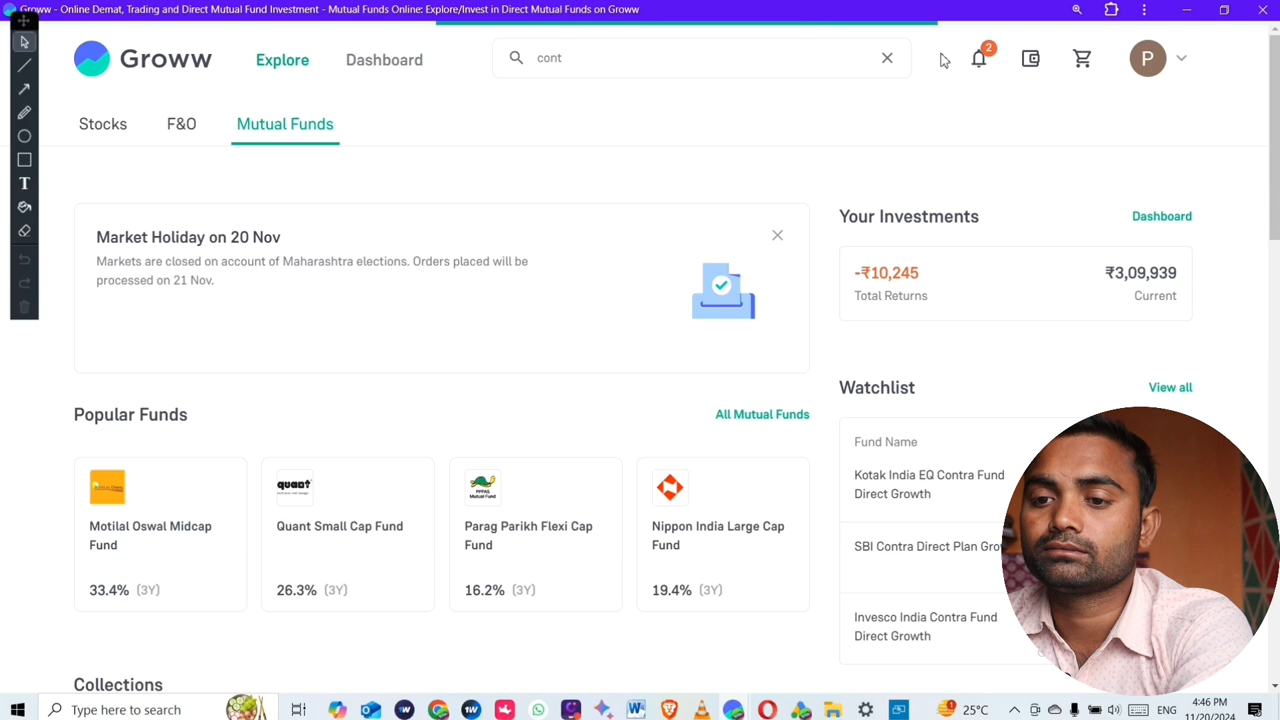 Groww - Online Demat, Trading and Direct Mutual Fund Investment - Mutual Funds Online: Explore/Invest in Direct Mutual Funds on Groww
Groww
Explore
Dashboard
cont
2
P
Stocks
F&O
Mutual Funds
Market Holiday on 20 Nov
Markets are closed on account of Maharashtra elections. Orders placed will be
processed on 21 Nov.
Your Investments
Dashboard
-₹10,245
₹3,09,939
Total Returns
Current
Popular Funds
All Mutual Funds
Watchlist
View all
Fund Name
Kotak India EQ Contra Fund
Direct Growth
SBI Contra Direct Plan Gro
Invesco India Contra Fund
Direct Growth
quant
PPFAS
Mutual Fund
Motilal Oswal Midcap
Fund
33.4% (3Y)
Quant Small Cap Fund
26.3% (3Y)
Parag Parikh Flexi Cap
Fund
16.2% (3Y)
Nippon India Large Cap
Fund
19.4% (3Y)
Collections
T
Type here to search
25°C
ENG
4:46 PM
11/20/2024